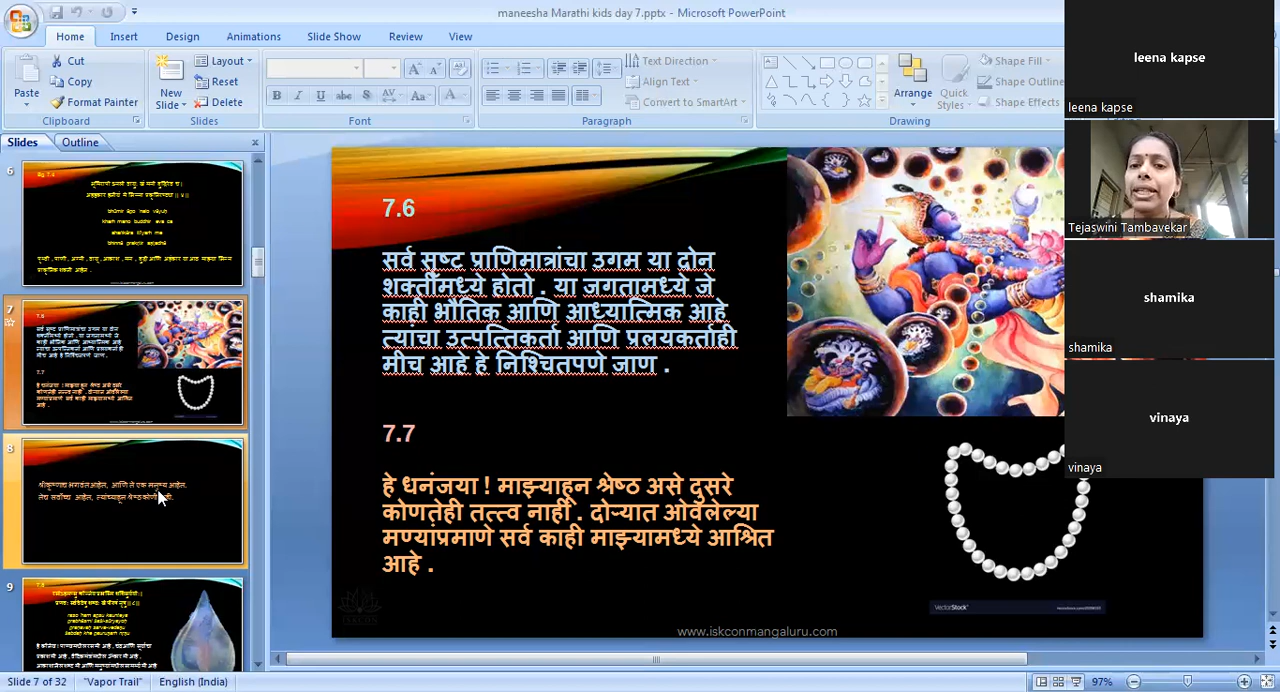 maneesha Marathi kids day 7.pptx - Microsoft PowerPoint
Home Insert Design Animations Slide Show Review View
Paste
Cut
Copy
Format Painter
Clipboard
New
Slide
Layout
Reset
Delete
Slides
Font
Text Direction
Align Text
Convert to SmartArt
Paragraph
Arrange
Quick
Styles
Shape Fill
Shape Outline
Shape Effects
Drawing
Slides Outline
6
7
8
9
7.6
सर्व सृष्ट प्राणिमात्रांचा उगम या दोन
शक्तींमध्ये होतो . या जगतामध्ये जे
काही भौतिक आणि आध्यात्मिक आहे
त्यांचा उत्पत्तिकर्ता आणि प्रलयकर्ताही
मीच आहे हे निश्चितपणे जाण .
7.7
हे धनंजया ! माझ्याहून श्रेष्ठ असे दुसरे
कोणतेही तत्त्व नाही . दोऱ्यात ओवलेल्या
मण्यांप्रमाणे सर्व काही माझ्यामध्ये आश्रित
आहे .
VectorStock
www.iskconmangaluru.com
leena kapse
leena kapse
Tejaswini Tambavekar
shamika
shamika
vinaya
vinaya
Slide 7 of 32 "Vapor Trail" English (India) 97%